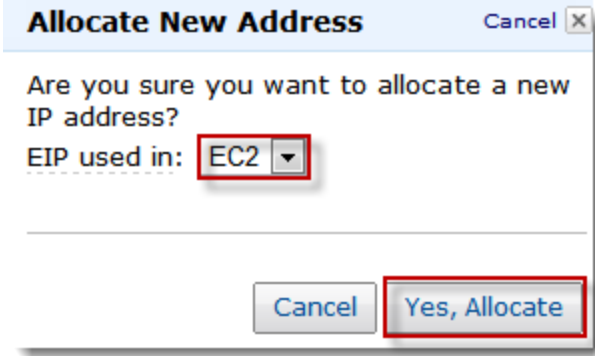 Allocate New Address Cancel
Are you sure you want to allocate a new
IP address?
EIP used in: EC2
Cancel Yes, Allocate